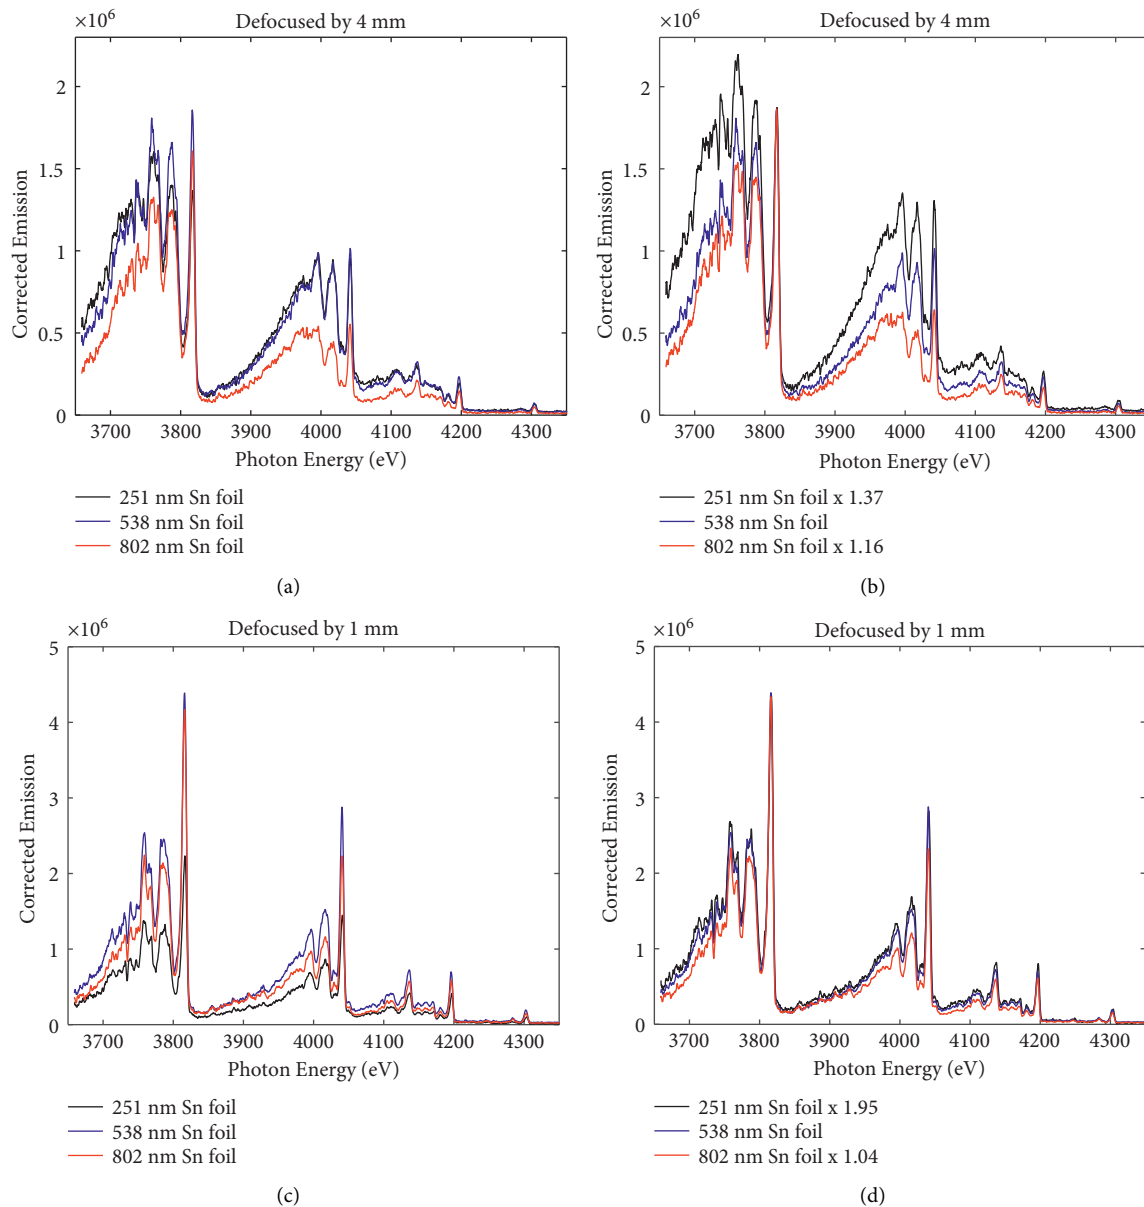 ×10⁶
Defocused by 4 mm
2
1.5
1
0.5
0
Corrected Emission
3700 3800 3900 4000 4100 4200 4300
Photon Energy (eV)
251 nm Sn foil
538 nm Sn foil
802 nm Sn foil
(a)
×10⁶
Defocused by 4 mm
2
1.5
1
0.5
0
Corrected Emission
3700 3800 3900 4000 4100 4200 4300
Photon Energy (eV)
251 nm Sn foil x 1.37
538 nm Sn foil
802 nm Sn foil x 1.16
(b)
×10⁶
Defocused by 1 mm
5
4
3
2
1
0
Corrected Emission
3700 3800 3900 4000 4100 4200 4300
Photon Energy (eV)
251 nm Sn foil
538 nm Sn foil
802 nm Sn foil
(c)
×10⁶
Defocused by 1 mm
5
4
3
2
1
0
Corrected Emission
3700 3800 3900 4000 4100 4200 4300
Photon Energy (eV)
251 nm Sn foil x 1.95
538 nm Sn foil
802 nm Sn foil x 1.04
(d)